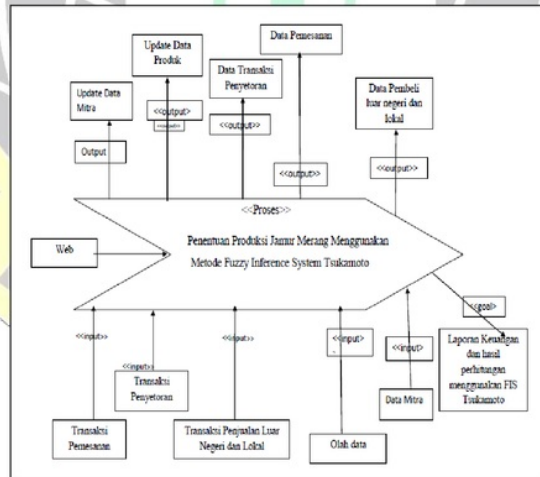 Data Pemesanan
Update Data
Produk
Data Transaksi
Penyetoran
Update Data
Mitra
Data Pembeli
luar negeri dan
lokal
<<output>
<<output>>
Output
<<output>>
<<output>>
<<Proses>>
Penentuan Produksi Jamur Merang Menggunakan
Metode Fuzzy Inference System Tsukamoto
Web
<<input>>
<<input>>
<<input>>
<<input>
<<input>
<<goal>
Laporan Keuangan
dan hasil
perhitungan
menggunakan FIS
Tsukamoto
Transaksi
Penyetoran
Data Mitra
Transaksi
Pemesanan
Transaksi Penjualan Luar
Negeri dan Lokal
Olah data